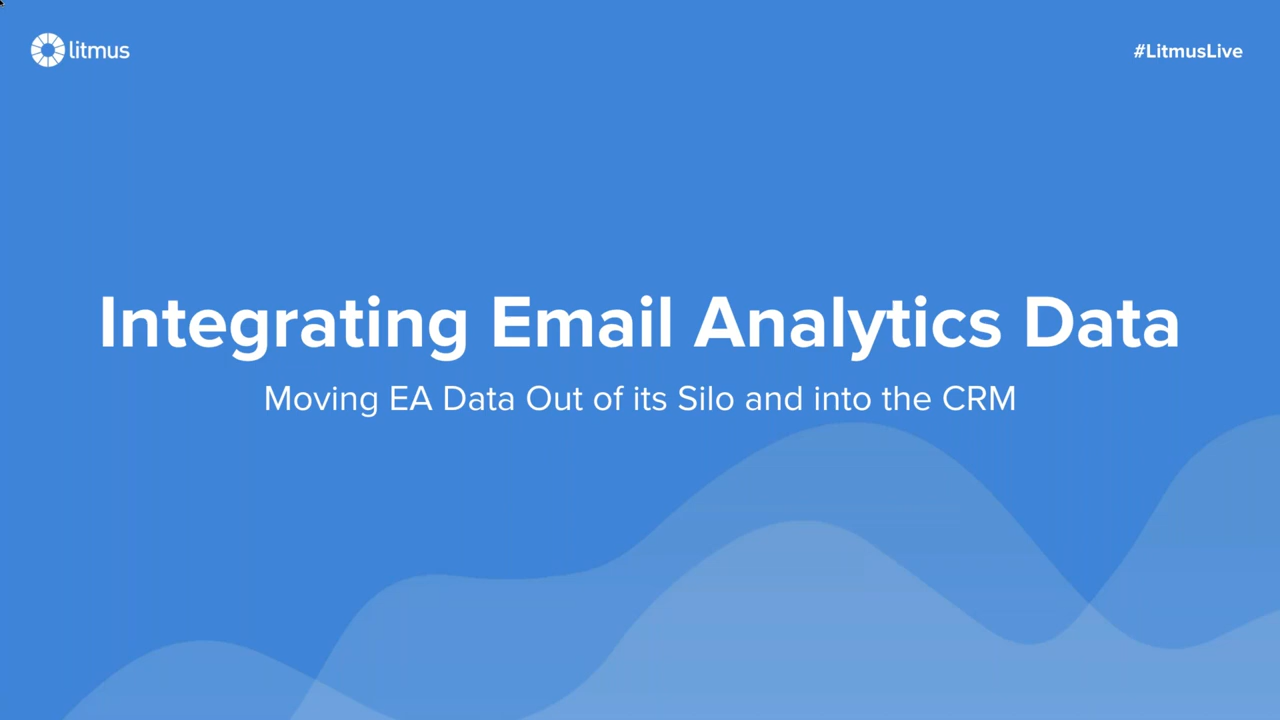 litmus
#LitmusLive
Integrating Email Analytics Data
Moving EA Data Out of its Silo and into the CRM